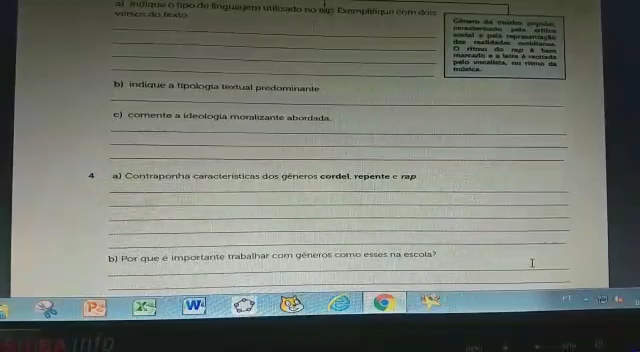 a) Indique o tipo de linguagem utilizado no rap. Exemplifique com dois
versos do texto
Gênero da música popular,
caracterizado pela crítica
social e pela representação
das realidades cotidianas.
O ritmo do rap é bem
marcado e a letra é recitada
pelo vocalista, no ritmo da
música.
b) indique a tipologia textual predominante
c) comente a ideologia moralizante abordada.
4 a) Contraponha características dos gêneros cordel, repente e rap
b) Por que é importante trabalhar com gêneros como esses na escola?
PT
info